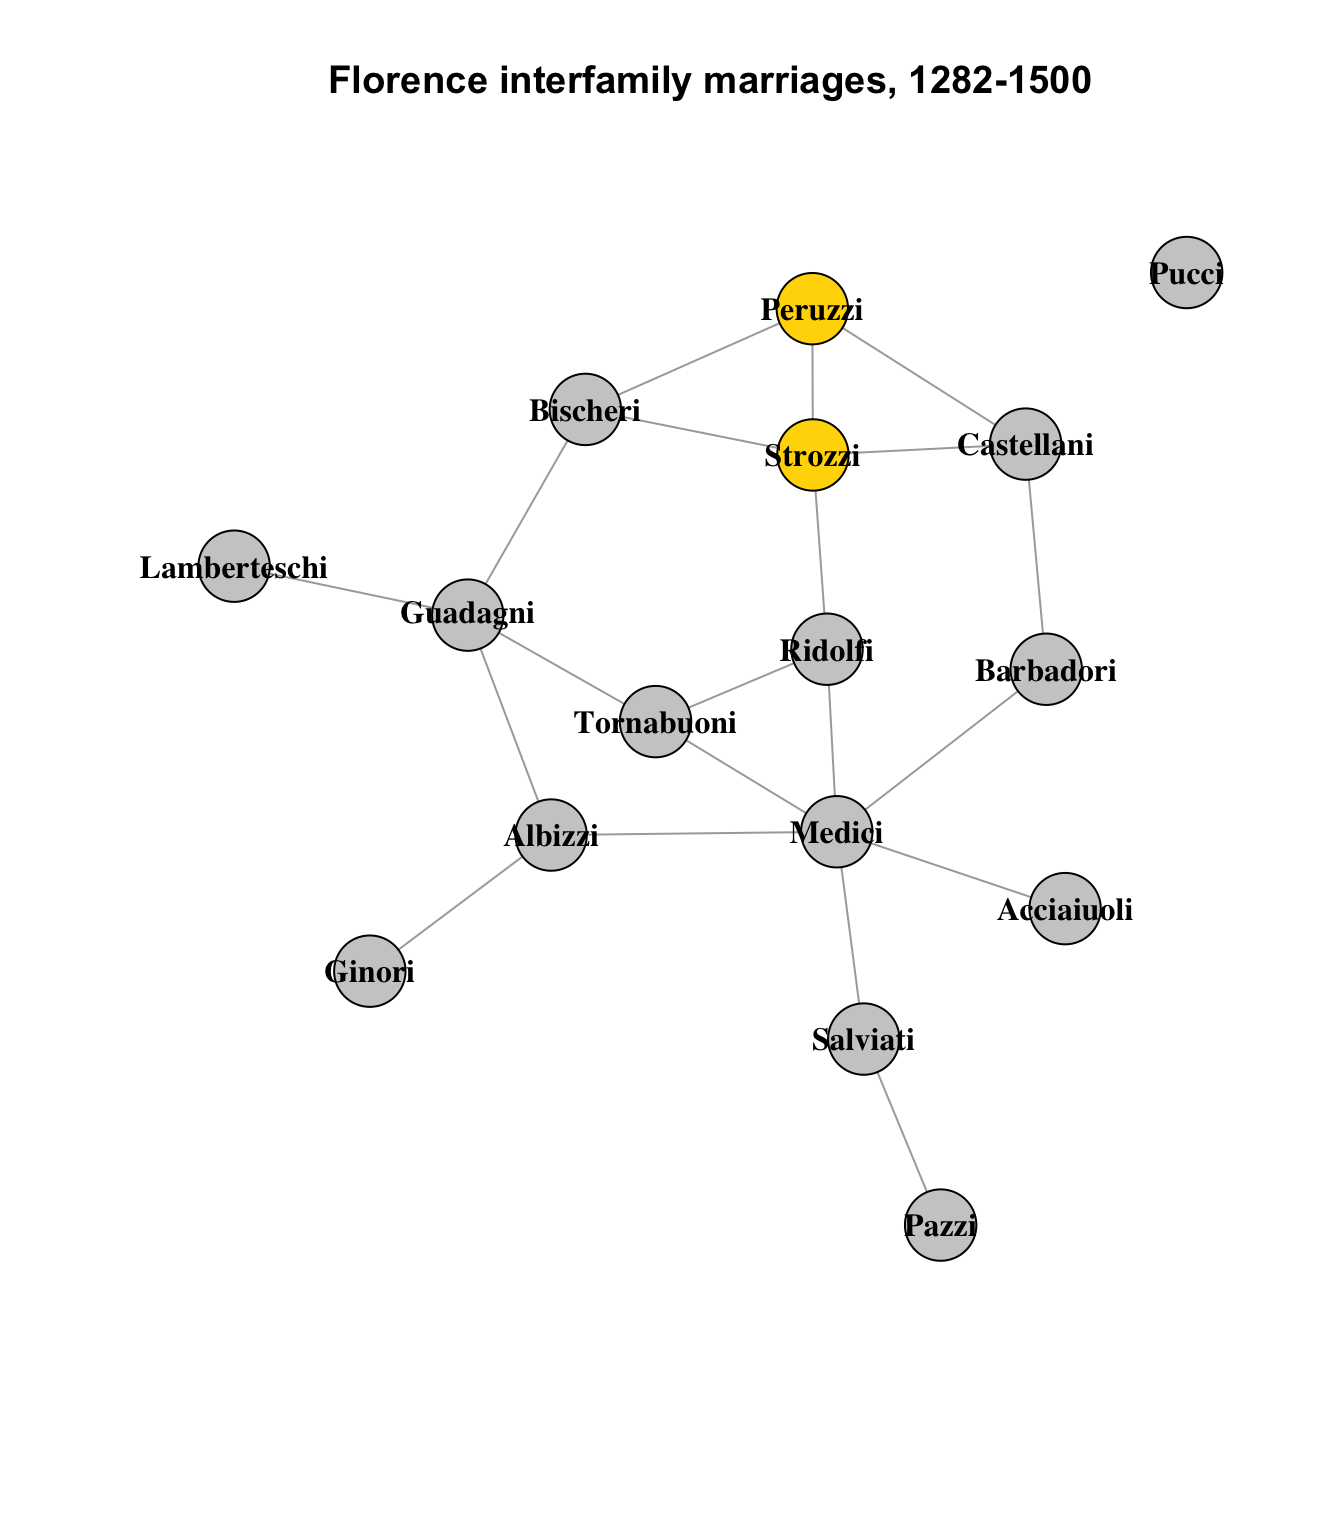 Florence interfamily marriages, 1282-1500
Pucci
Peruzzi
Bischeri
Castellani
Strozzi
Lamberteschi
Guadagni
Ridolfi
Barbadori
Tornabuoni
Albizzi
Medici
Acciaiuoli
Ginori
Salviati
Pazzi